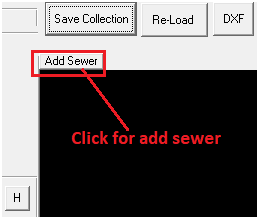 Save Collection Re-Load DXF
Add Sewer
Click for add sewer
H